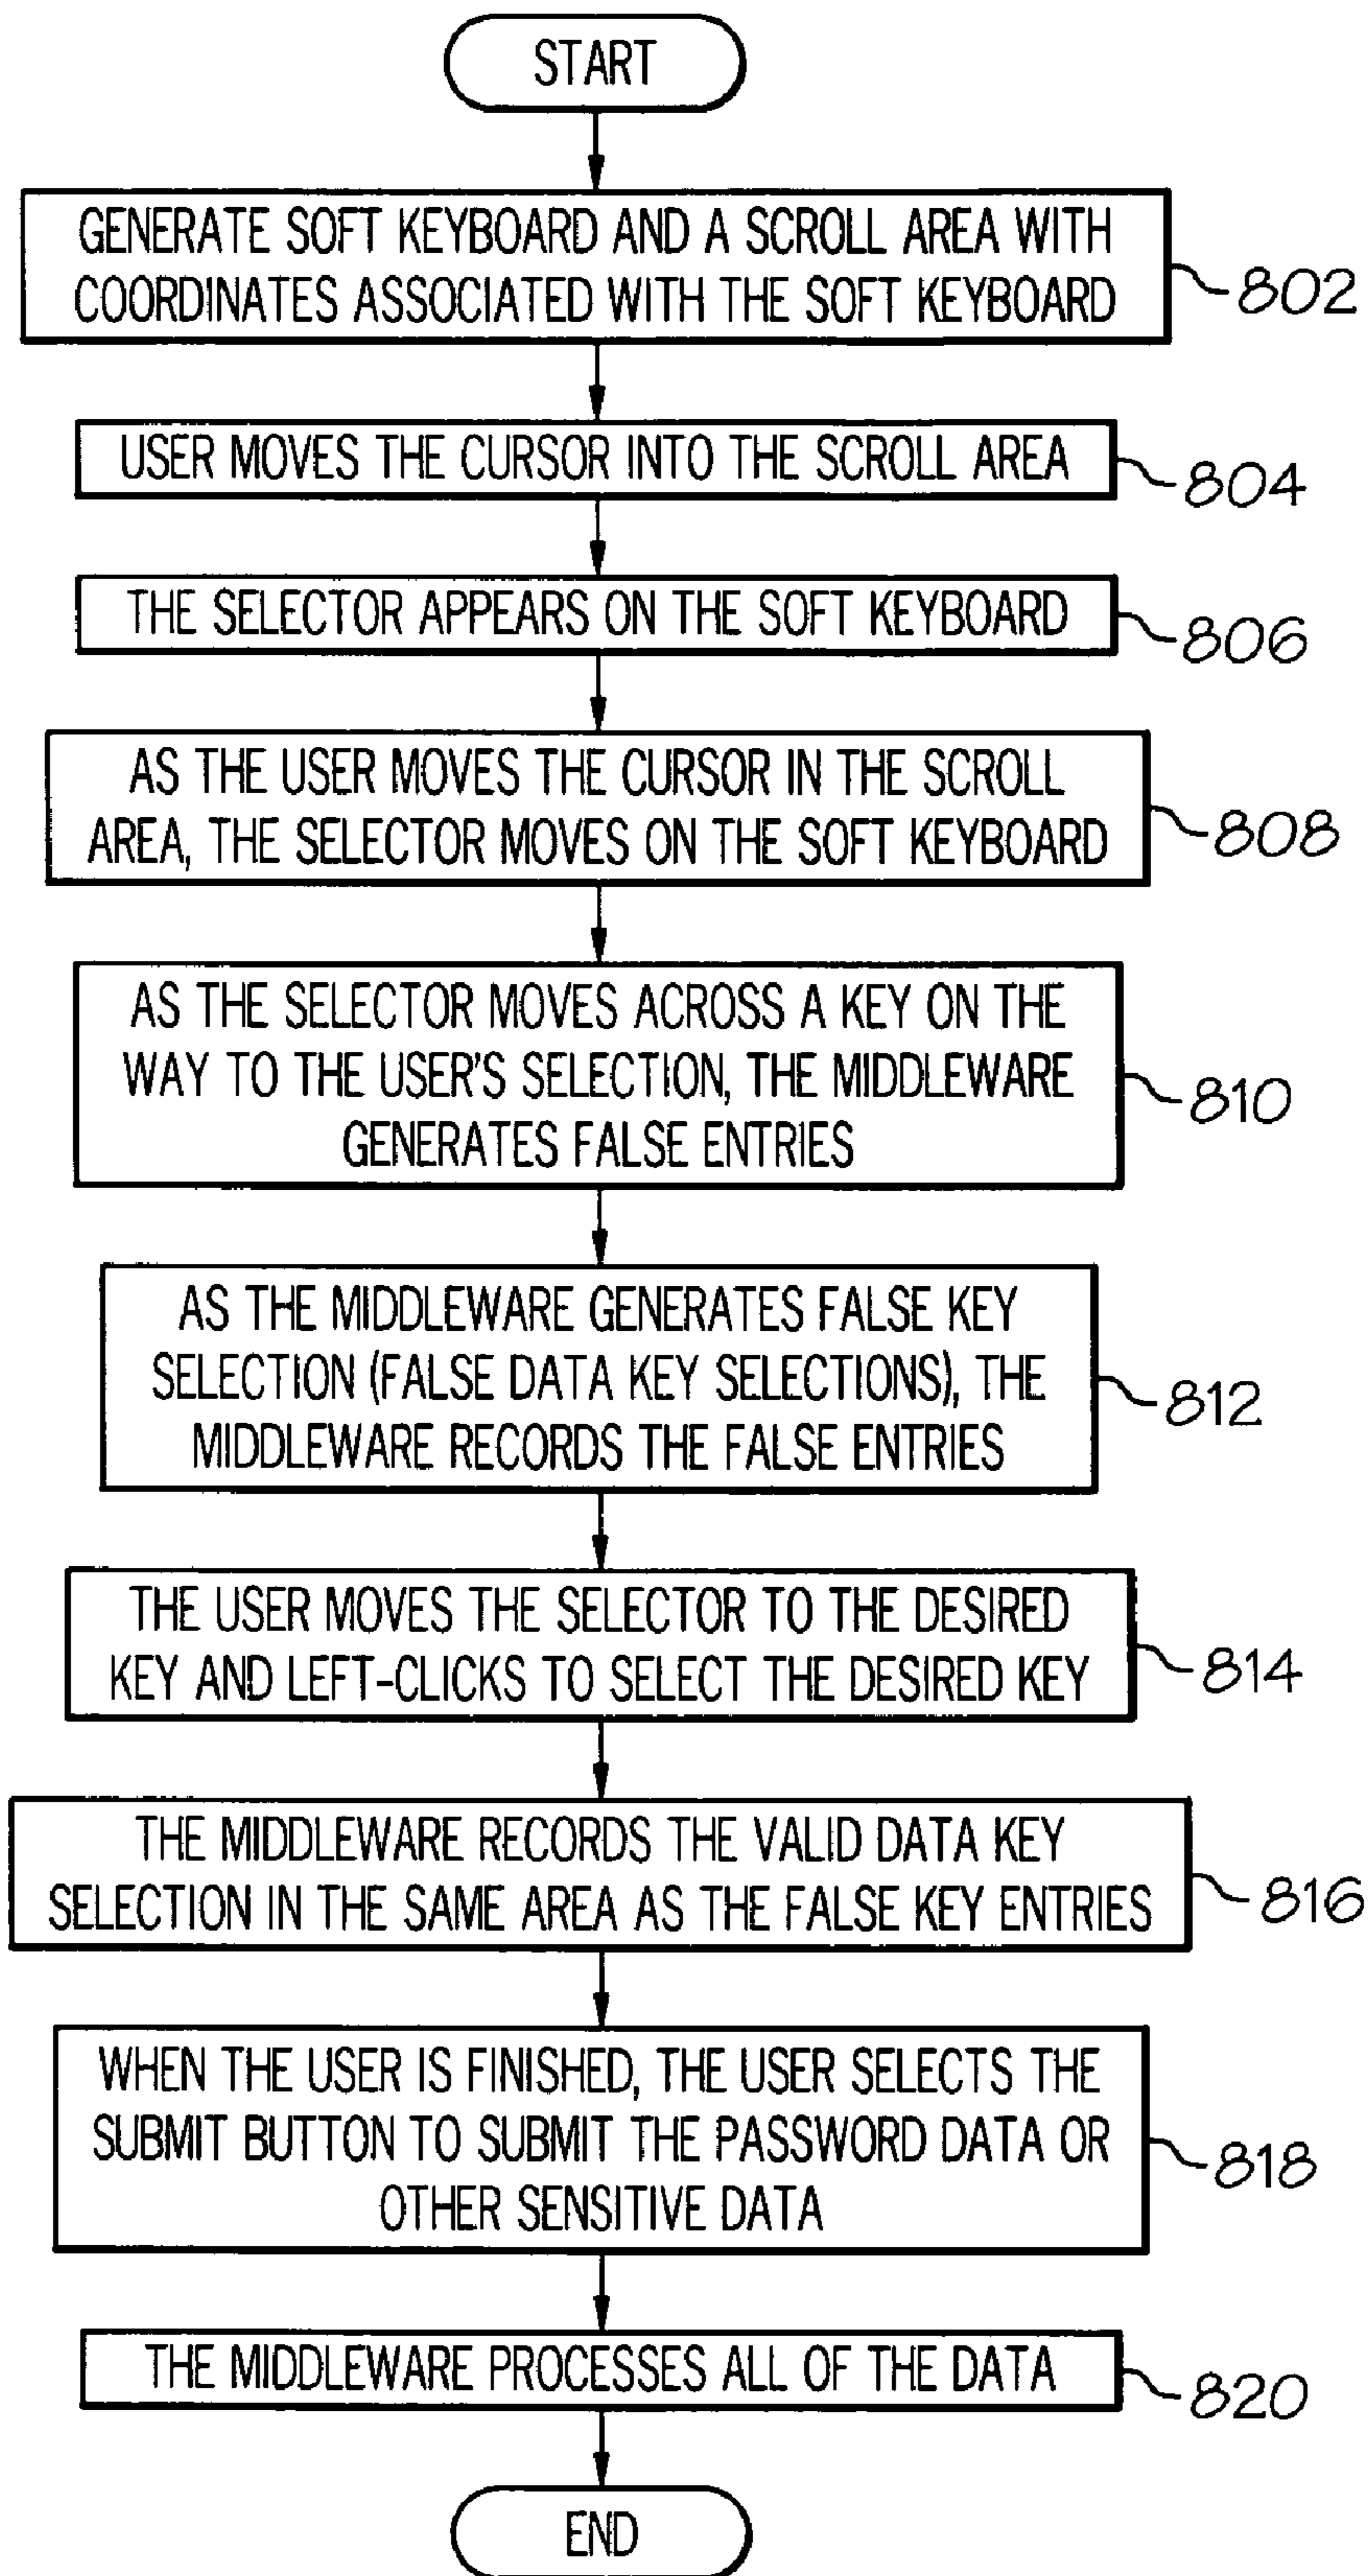 START
GENERATE SOFT KEYBOARD AND A SCROLL AREA WITH
COORDINATES ASSOCIATED WITH THE SOFT KEYBOARD
802
USER MOVES THE CURSOR INTO THE SCROLL AREA
804
THE SELECTOR APPEARS ON THE SOFT KEYBOARD
806
AS THE USER MOVES THE CURSOR IN THE SCROLL
AREA, THE SELECTOR MOVES ON THE SOFT KEYBOARD
808
AS THE SELECTOR MOVES ACROSS A KEY ON THE
WAY TO THE USER'S SELECTION, THE MIDDLEWARE
GENERATES FALSE ENTRIES
810
AS THE MIDDLEWARE GENERATES FALSE KEY
SELECTION (FALSE DATA KEY SELECTIONS), THE
MIDDLEWARE RECORDS THE FALSE ENTRIES
812
THE USER MOVES THE SELECTOR TO THE DESIRED
KEY AND LEFT-CLICKS TO SELECT THE DESIRED KEY
814
THE MIDDLEWARE RECORDS THE VALID DATA KEY
SELECTION IN THE SAME AREA AS THE FALSE KEY ENTRIES
816
WHEN THE USER IS FINISHED, THE USER SELECTS THE
SUBMIT BUTTON TO SUBMIT THE PASSWORD DATA OR
OTHER SENSITIVE DATA
818
THE MIDDLEWARE PROCESSES ALL OF THE DATA
820
END